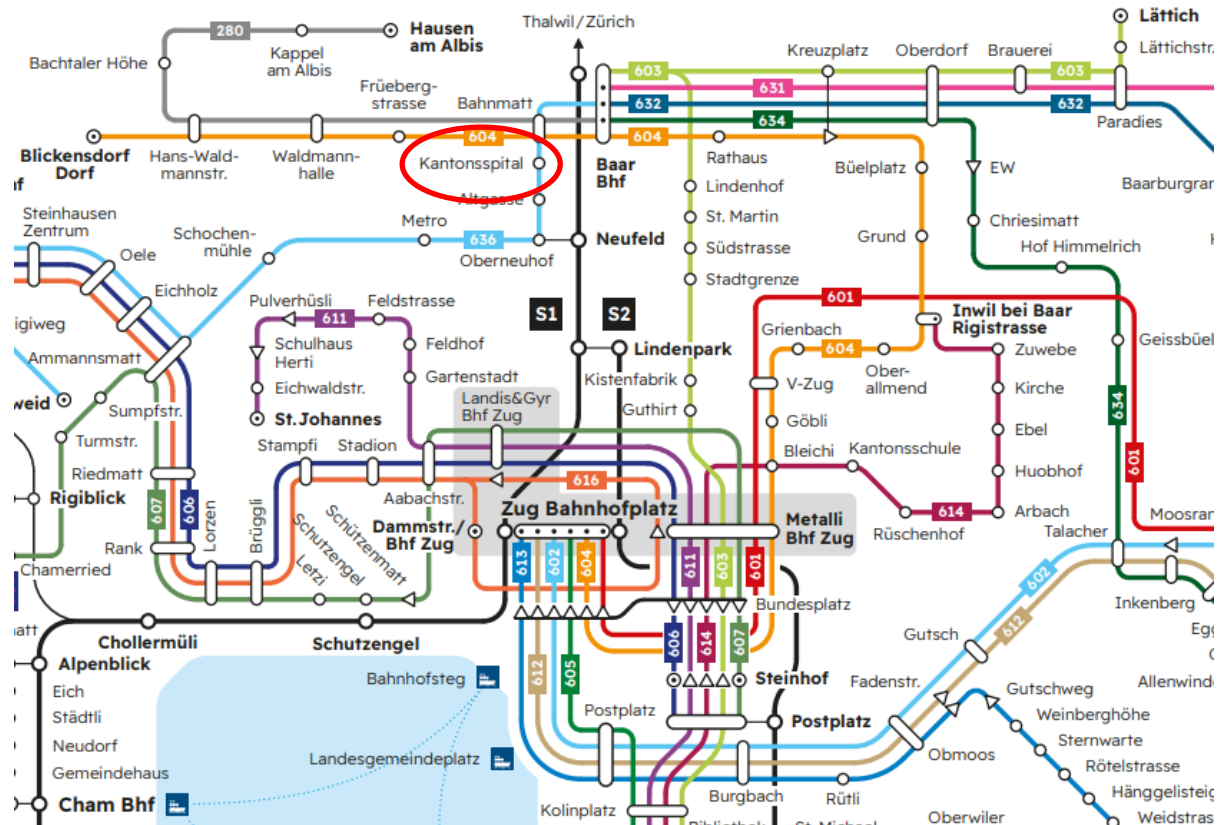 Thalwil/Zürich
Lättich
280
Hausen
am Albis
Kappel
am Albis
Bachtaler Höhe
Kreuzplatz
Oberdorf
Brauerei
Lättichstr.
603
603
631
Früeberg-
strasse
Bahnmatt
632
632
634
Paradies
604
604
Blickensdorf
Dorf
Hans-Wald-
mannstr.
Waldmann-
halle
Kantonsspital
Baar
Bhf
Rathaus
Büelplatz
EW
Lindenhof
Altgasse
Steinhausen
Zentrum
Schochen-
mühle
Metro
636
Oberneuhof
Neufeld
St. Martin
Südstrasse
Stadtgrenze
Grund
Chriesimatt
Hof Himmelrich
Oele
Eichholz
Pulverhüsli
611
Feldstrasse
S1
S2
601
Inwil bei Baar
Rigistrasse
Schulhaus
Herti
Feldhof
Lindenpark
Grienbach
604
Ober-
allmend
Zuwebe
Ammannsmatt
Eichwaldstr.
Gartenstadt
Kistenfabrik
V-Zug
Kirche
634
Sumpfstr.
St.Johannes
Landis&Gyr
Bhf Zug
Guthirt
Göbli
Ebel
Turmstr.
Stampfi
Stadion
Bleichi
Kantonsschule
Huobhof
601
Riedmatt
Rigiblick
607
606
Lorzen
Brüggli
Aabachstr.
616
Zug Bahnhofplatz
Rüschenhof
614
Arbach
Talacher
Rank
Schutzengel
Letzi
Schützenmatt
Dammstr./
Bhf Zug
Metalli
Bhf Zug
Chamerried
613
612
602
605
604
611
614
603
601
606
607
Bundesplatz
602
612
Inkenberg
Chollermüli
Schutzengel
Gutsch
Alpenblick
Eich
Städtli
Neudorf
Gemeindehaus
Cham Bhf
Bahnhofsteg
Landesgemeindeplatz
Steinhof
Postplatz
Postplatz
Fadenstr.
Gutschweg
Weinberghöhe
Sternwarte
Rötelstrasse
Obmoos
Kolinplatz
Burgbach
Rütli
Oberwiler